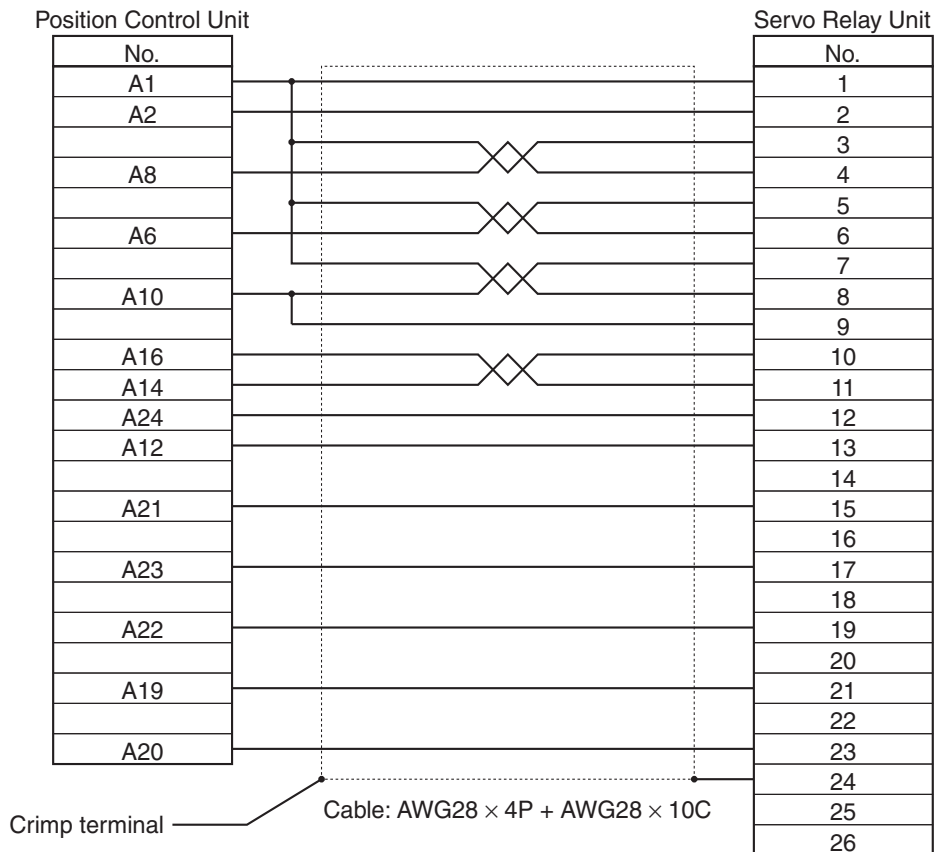 Position Control Unit
Servo Relay Unit
No.
No.
A1
1
A2
2
3
A8
4
5
A6
6
7
A10
8
9
A16
10
A14
11
A24
12
A12
13
14
A21
15
16
A23
17
18
A22
19
20
A19
21
22
A20
23
24
Crimp terminal
Cable: AWG28 × 4P + AWG28 × 10C
25
26